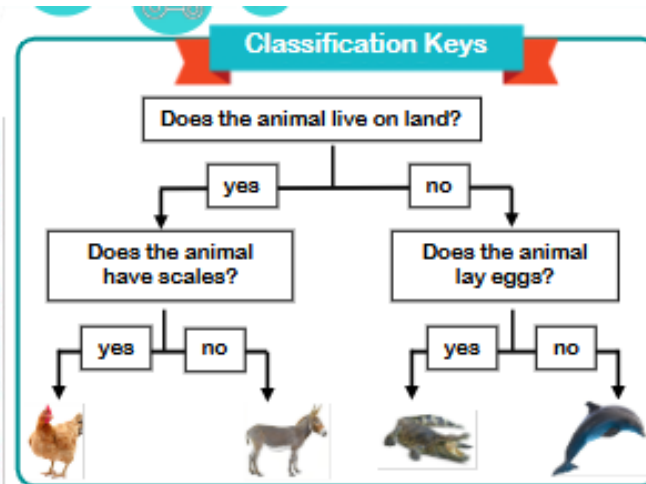 Classification Keys
Does the animal live on land?
yes
no
Does the animal
have scales?
Does the animal
lay eggs?
yes
no
yes
no